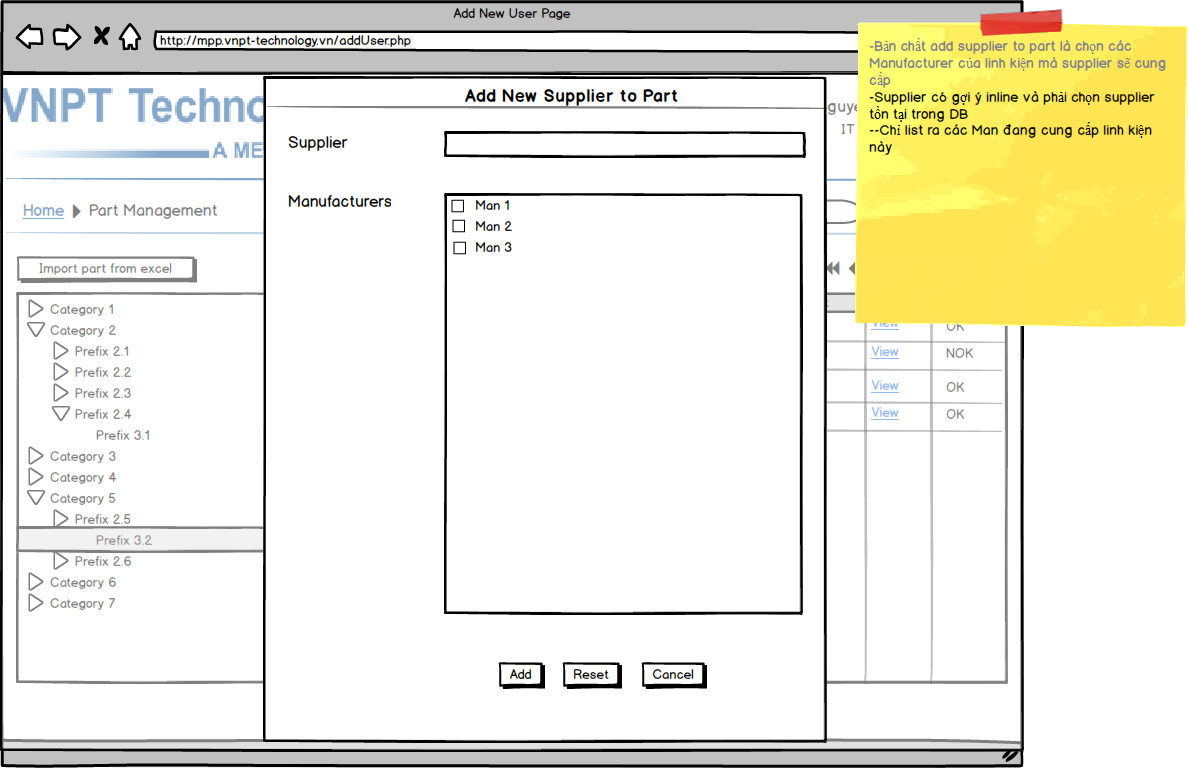 Add New User Page
http://mpp.vnpt-technology.vn/addUser.php
VNPT Techno
A ME
Home
Part Management
Import part from excel
Category 1
Category 2
Prefix 2.1
Prefix 2.2
Prefix 2.3
Prefix 2.4
Prefix 3.1
Category 3
Category 4
Category 5
Prefix 2.5
Prefix 3.2
Prefix 2.6
Category 6
Category 7
Add New Supplier to Part
Supplier
Manufacturers
Man 1
Man 2
Man 3
Add
Reset
Cancel
guye
IT
-Bản chất add supplier to part là chọn các
Manufacturer của linh kiện mà supplier sẽ cung
cấp
-Supplier có gợi ý inline và phải chọn supplier
tồn tại trong DB
--Chỉ list ra các Man đang cung cấp linh kiện
này
View OK
View NOK
View OK
View OK